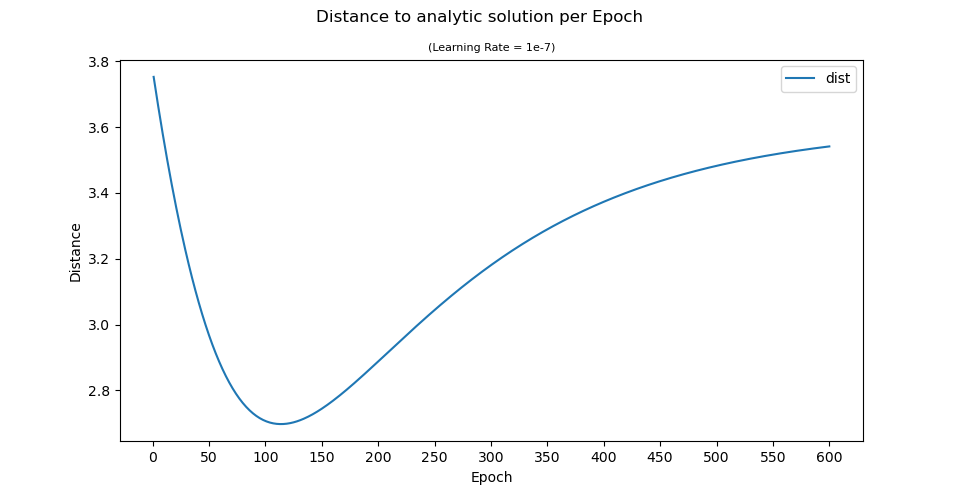 Distance to analytic solution per Epoch
(Learning Rate = 1e-7)
dist
3.8
3.6
3.4
3.2
3.0
2.8
Distance
0 50 100 150 200 250 300 350 400 450 500 550 600
Epoch